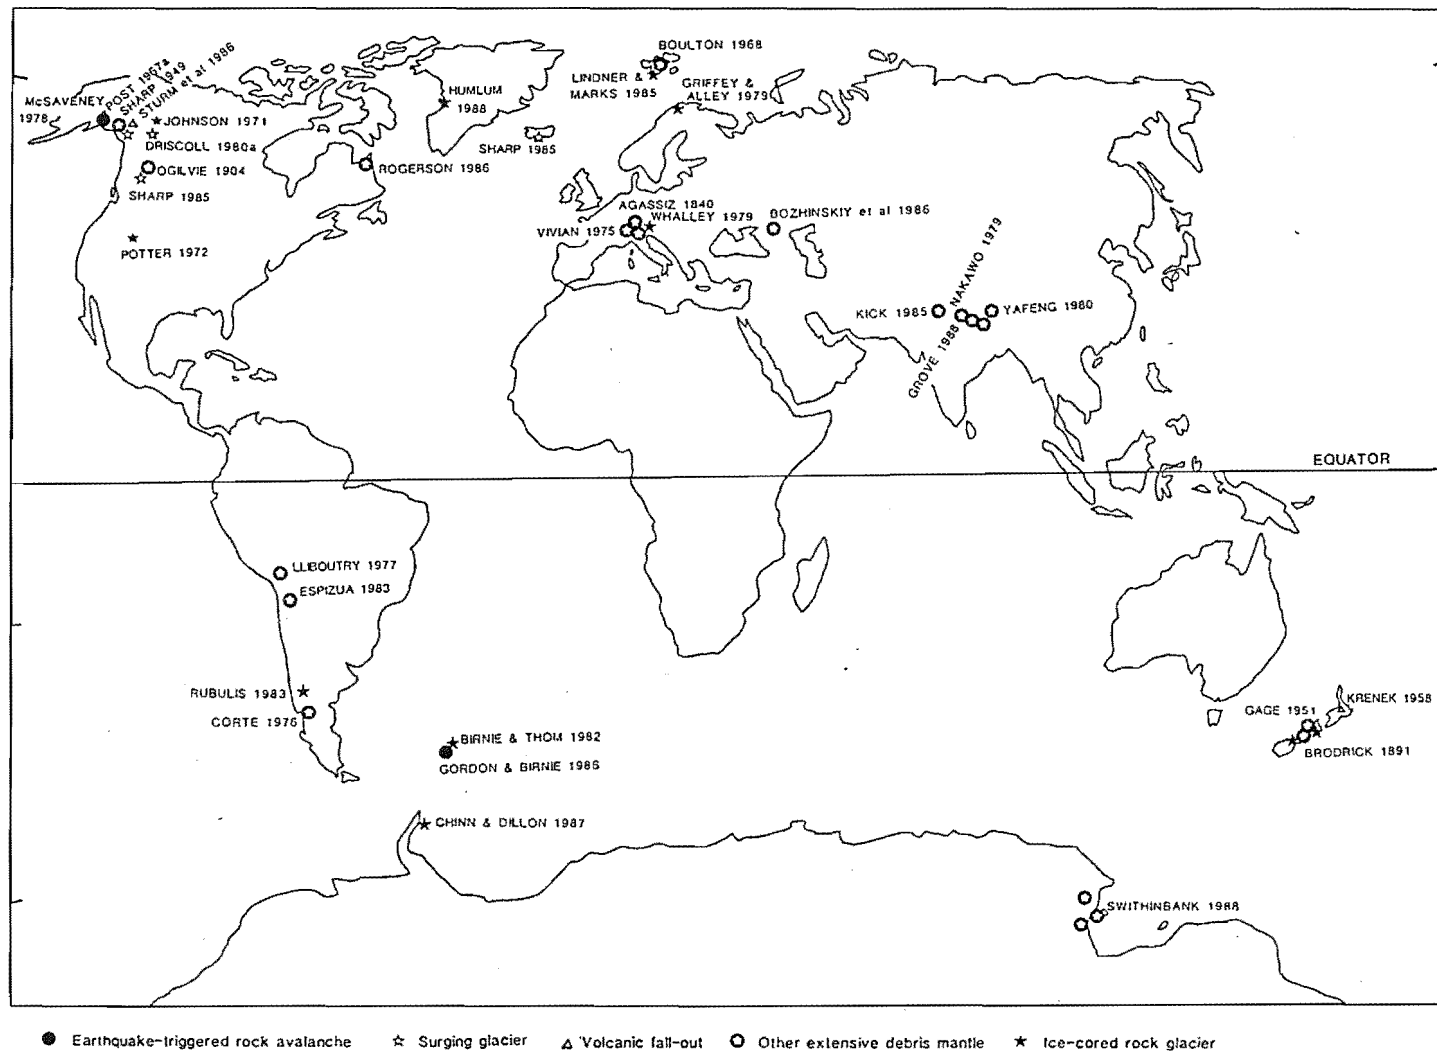 BOULTON 1968
LINDNER &
MARKS 1985
GRIFFEY &
ALLEY 1979
HUMLUM
1988
McSAVENEY
1978
POST 1967a
SHARP 1949
STURM et al 1986
JOHNSON 1971
DRISCOLL 1980a
OGILVIE 1904
SHARP 1985
SHARP 1985
ROGERSON 1986
POTTER 1972
AGASSIZ 1840
WHALLEY 1979
VIVIAN 1975
BOZHINSKIY et al 1986
NAKAWO 1979
KICK 1985
YAFENG 1980
GROVE 1988
EQUATOR
LLIBOUTRY 1977
ESPIZUA 1983
RUBULIS 1983
CORTE 1976
BIRNIE & THOM 1982
GORDON & BIRNIE 1986
CHINN & DILLON 1987
GAGE 1951
KRENEK 1958
BRODRICK 1891
SWITHINBANK 1988
Earthquake-triggered rock avalanche
Surging glacier
Volcanic fall-out
Other extensive debris mantle
Ice-cored rock glacier